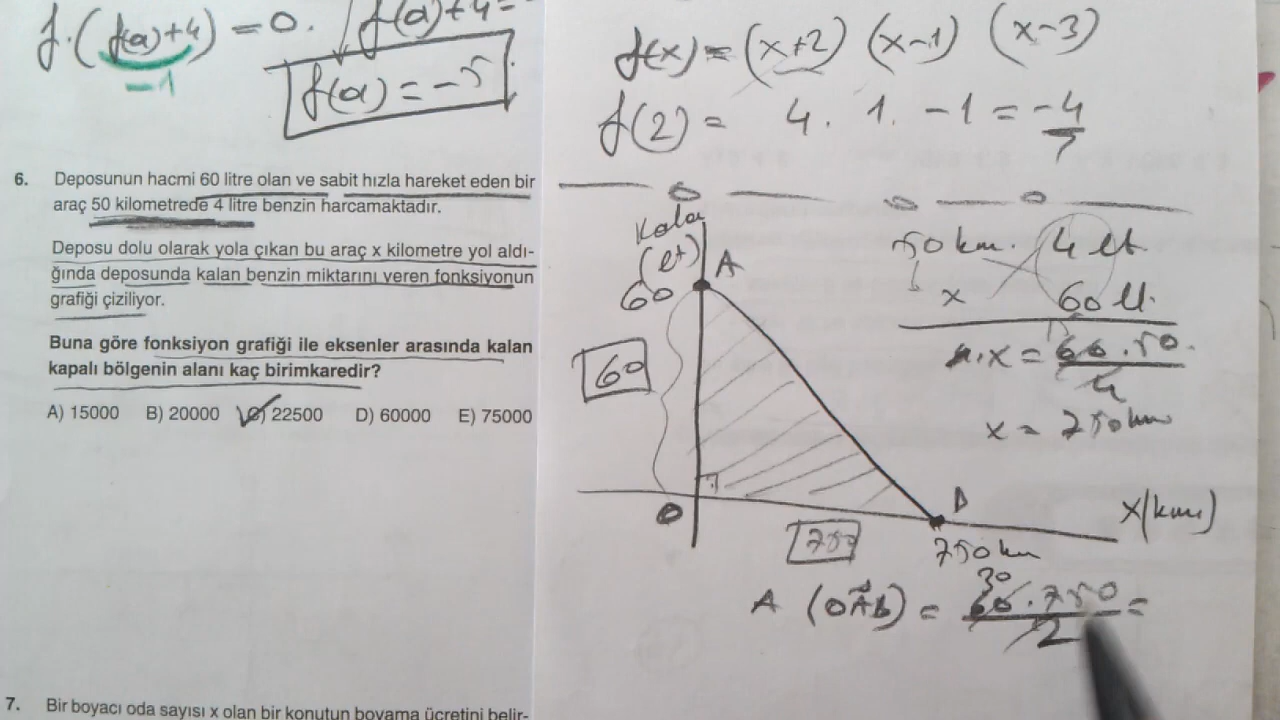 f·(f(a)+4) = 0.
f(a)+4 =
-1
f(a) = -5
6. Deposunun hacmi 60 litre olan ve sabit hızla hareket eden bir
araç 50 kilometrede 4 litre benzin harcamaktadır.
Deposu dolu olarak yola çıkan bu araç x kilometre yol aldı-
ğında deposunda kalan benzin miktarını veren fonksiyonun
grafiği çiziliyor.
Buna göre fonksiyon grafiği ile eksenler arasında kalan
kapalı bölgenin alanı kaç birimkaredir?
A) 15000 B) 20000 C) 22500 D) 60000 E) 75000
7. Bir boyacı oda sayısı x olan bir konutun boyama ücretini belir-
f(x) = (x+2) (x-1) (x-3)
f(2) = 4. 1. -1 = -4
Kalan
(lt)
A
60
60
0
750
B
750 km
X(km)
50 km. 4 lt.
x 60 lt.
4.x = 60.50.
4
x = 750 km
A (OAB) = 60.750 =
30
2